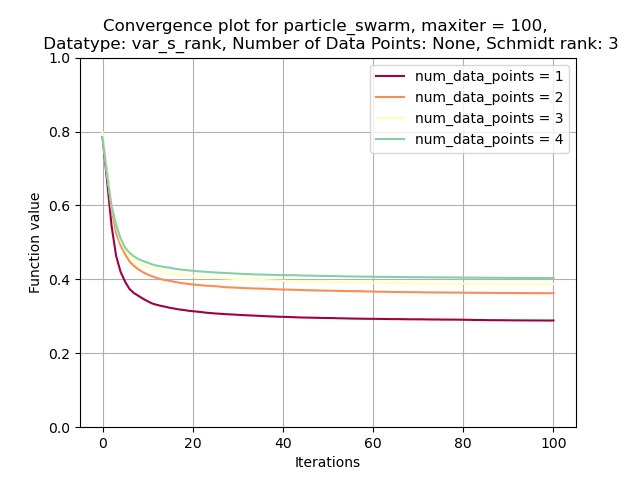 Convergence plot for particle_swarm, maxiter = 100,
Datatype: var_s_rank, Number of Data Points: None, Schmidt rank: 3
1.0
0.8
0.6
0.4
0.2
0.0
Function value
num_data_points = 1
num_data_points = 2
num_data_points = 3
num_data_points = 4
0 20 40 60 80 100
Iterations